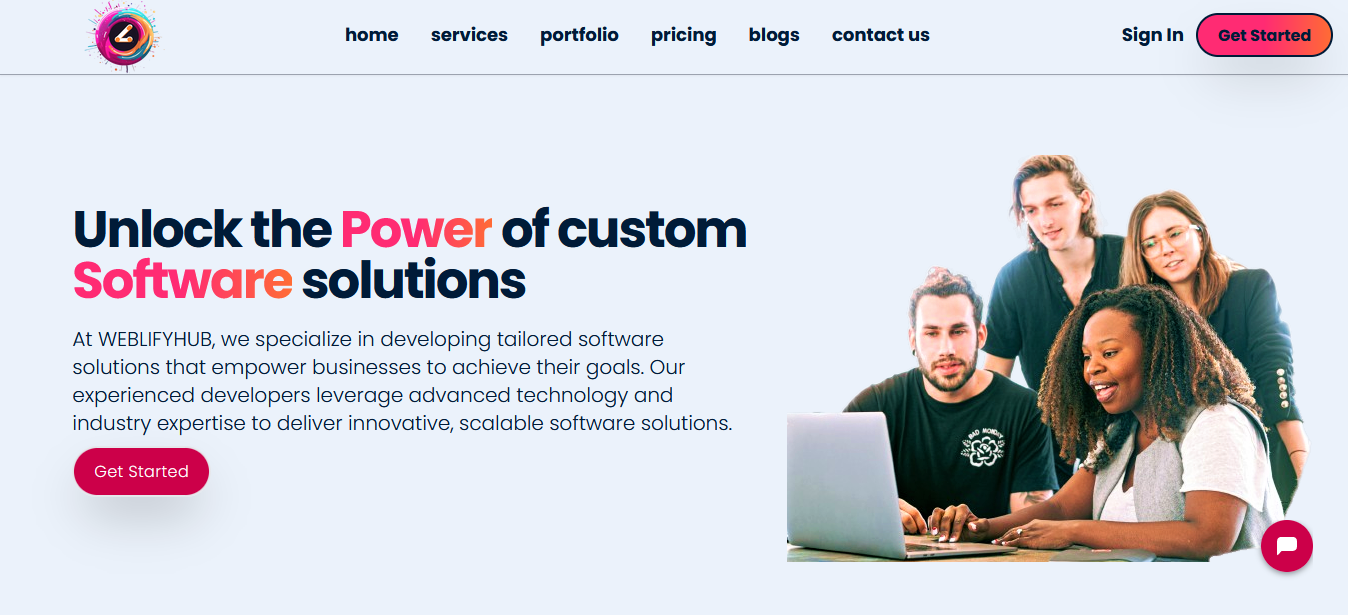 home services portfolio pricing blogs contact us Sign In Get Started
Unlock the Power of custom
Software solutions
At WEBLIFYHUB, we specialize in developing tailored software
solutions that empower businesses to achieve their goals. Our
experienced developers leverage advanced technology and
industry expertise to deliver innovative, scalable software solutions.
Get Started
BAD MONDAY